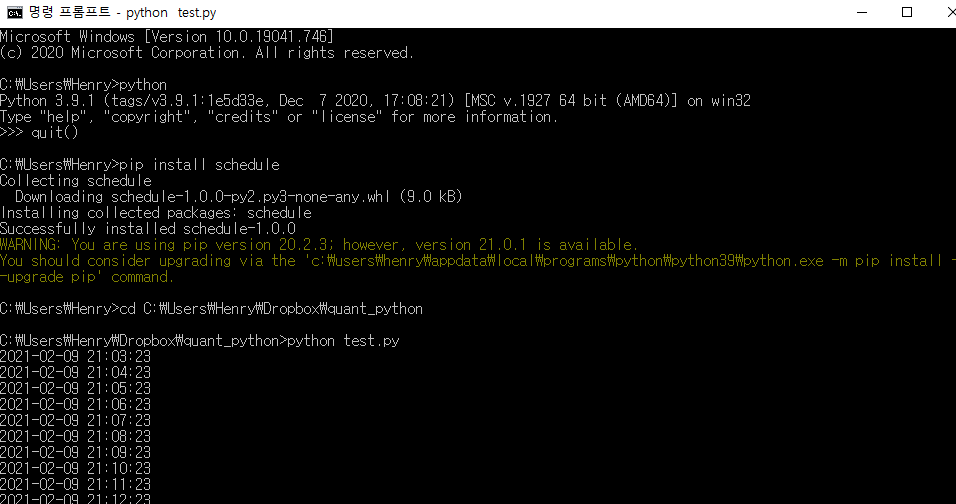 명령 프롬프트 - python  test.py
Microsoft Windows [Version 10.0.19041.746]
(c) 2020 Microsoft Corporation. All rights reserved.
C:₩Users₩Henry>python
Python 3.9.1 (tags/v3.9.1:1e5d33e, Dec  7 2020, 17:08:21) [MSC v.1927 64 bit (AMD64)] on win32
Type "help", "copyright", "credits" or "license" for more information.
>>> quit()
C:₩Users₩Henry>pip install schedule
Collecting schedule
  Downloading schedule-1.0.0-py2.py3-none-any.whl (9.0 kB)
Installing collected packages: schedule
Successfully installed schedule-1.0.0
WARNING: You are using pip version 20.2.3; however, version 21.0.1 is available.
You should consider upgrading via the 'c:₩users₩henry₩appdata₩local₩programs₩python₩python39₩python.exe -m pip install -
-upgrade pip' command.
C:₩Users₩Henry>cd C:₩Users₩Henry₩Dropbox₩quant_python
C:₩Users₩Henry₩Dropbox₩quant_python>python test.py
2021-02-09 21:03:23
2021-02-09 21:04:23
2021-02-09 21:05:23
2021-02-09 21:06:23
2021-02-09 21:07:23
2021-02-09 21:08:23
2021-02-09 21:09:23
2021-02-09 21:10:23
2021-02-09 21:11:23
2021-02-09 21:12:23